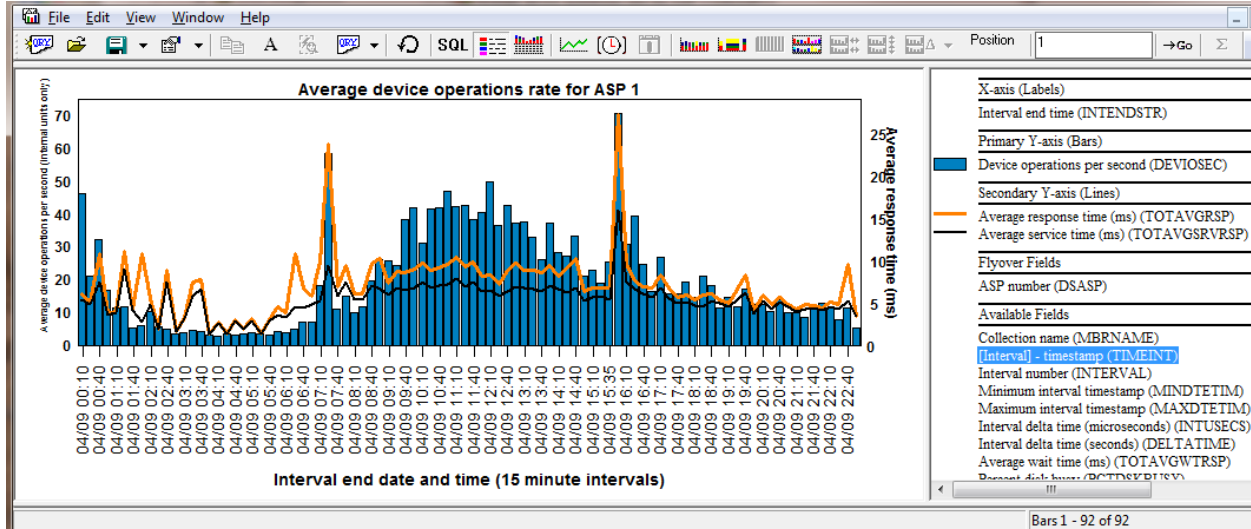 File Edit View Window Help
QRY QRY SQL Position 1 →Go Σ
Average device operations rate for ASP 1
Average device operations per second (internal units only)
70
60
50
40
30
20
10
0
25
20
15
10
5
0
Average response time (ms)
04/09 00:10
04/09 00:40
04/09 01:10
04/09 01:40
04/09 02:10
04/09 02:40
04/09 03:10
04/09 03:40
04/09 04:10
04/09 04:40
04/09 05:10
04/09 05:40
04/09 06:10
04/09 06:40
04/09 07:10
04/09 07:40
04/09 08:10
04/09 08:40
04/09 09:10
04/09 09:40
04/09 10:10
04/09 10:40
04/09 11:10
04/09 11:40
04/09 12:10
04/09 12:40
04/09 13:10
04/09 13:40
04/09 14:10
04/09 14:40
04/09 15:10
04/09 15:35
04/09 16:10
04/09 16:40
04/09 17:10
04/09 17:40
04/09 18:10
04/09 18:40
04/09 19:10
04/09 19:40
04/09 20:10
04/09 20:40
04/09 21:10
04/09 21:40
04/09 22:10
04/09 22:40
Interval end date and time (15 minute intervals)
X-axis (Labels)
Interval end time (INTENDSTR)
Primary Y-axis (Bars)
Device operations per second (DEVIOSEC)
Secondary Y-axis (Lines)
Average response time (ms) (TOTAVGRSP)
Average service time (ms) (TOTAVGSRVRSP)
Flyover Fields
ASP number (DSASP)
Available Fields
Collection name (MBRNAME)
[Interval] - timestamp (TIMEINT)
Interval number (INTERVAL)
Minimum interval timestamp (MINDTETIM)
Maximum interval timestamp (MAXDTETIM)
Interval delta time (microseconds) (INTUSECS)
Interval delta time (seconds) (DELTATIME)
Average wait time (ms) (TOTAVGWTRSP)
Percent disk busy (PCTDSKBUSY)
Bars 1 - 92 of 92